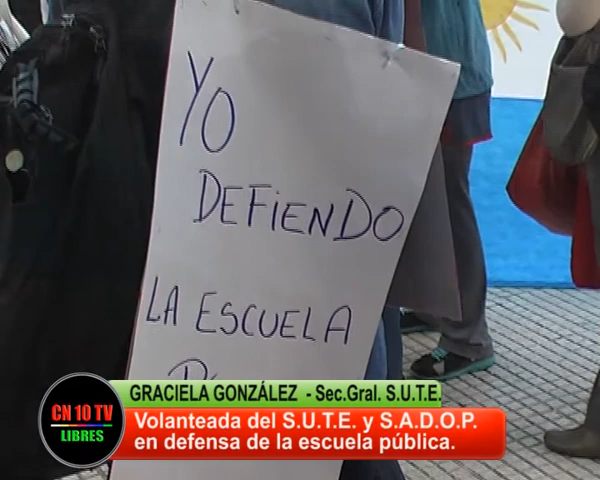 YO
DEFIENDO
LA ESCUELA
GRACIELA GONZÁLEZ - Sec.Gral. S.U.T.E.
CN 10 TV
LIBRES
Volanteada del S.U.T.E. y S.A.D.O.P.
en defensa de la escuela pública.